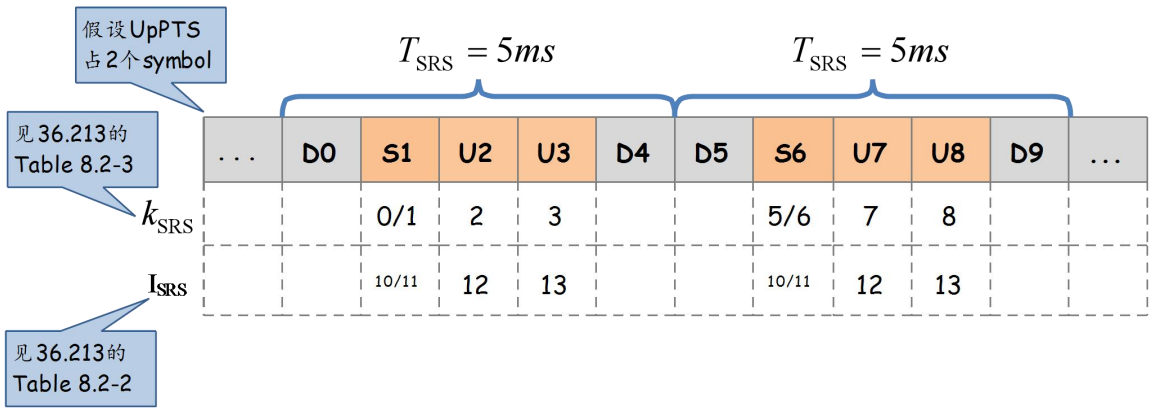 假设UpPTS
占2个symbol
T_SRS = 5ms
T_SRS = 5ms
见36.213的
Table 8.2-3
... D0 S1 U2 U3 D4 D5 S6 U7 U8 D9 ...
k_SRS 0/1 2 3 5/6 7 8
I_SRS 10/11 12 13 10/11 12 13
见36.213的
Table 8.2-2